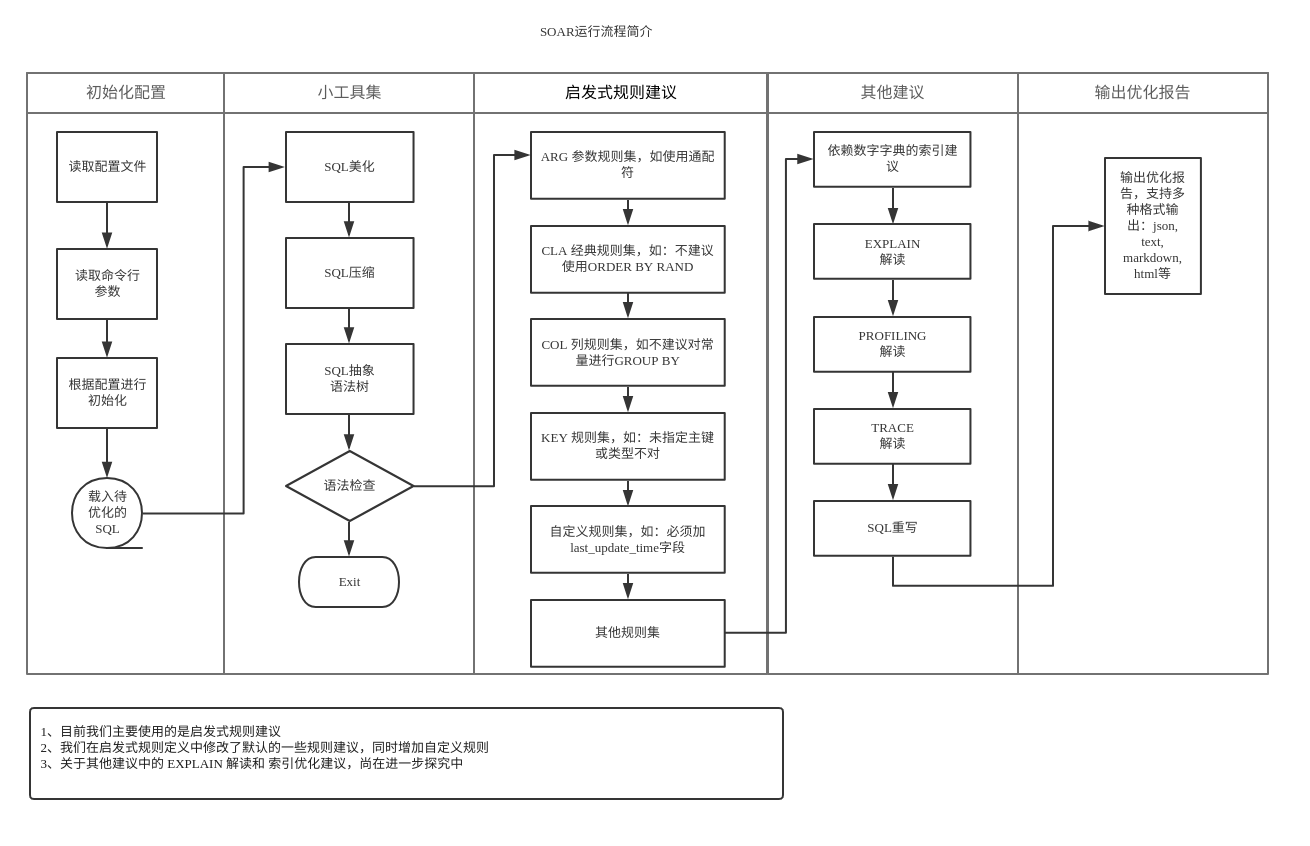 SOAR运行流程简介
初始化配置
小工具集
启发式规则建议
其他建议
输出优化报告
读取配置文件
读取命令行
参数
根据配置进行
初始化
载入待
优化的
SQL
SQL美化
SQL压缩
SQL抽象
语法树
语法检查
Exit
ARG 参数规则集，如使用通配
符
CLA 经典规则集，如：不建议
使用ORDER BY RAND
COL 列规则集，如不建议对常
量进行GROUP BY
KEY 规则集，如：未指定主键
或类型不对
自定义规则集，如：必须加
last_update_time字段
其他规则集
依赖数字字典的索引建
议
EXPLAIN
解读
PROFILING
解读
TRACE
解读
SQL重写
输出优化报
告，支持多
种格式输
出：json,
text,
markdown,
html等
1、目前我们主要使用的是启发式规则建议
2、我们在启发式规则定义中修改了默认的一些规则建议，同时增加自定义规则
3、关于其他建议中的 EXPLAIN 解读和 索引优化建议，尚在进一步探究中